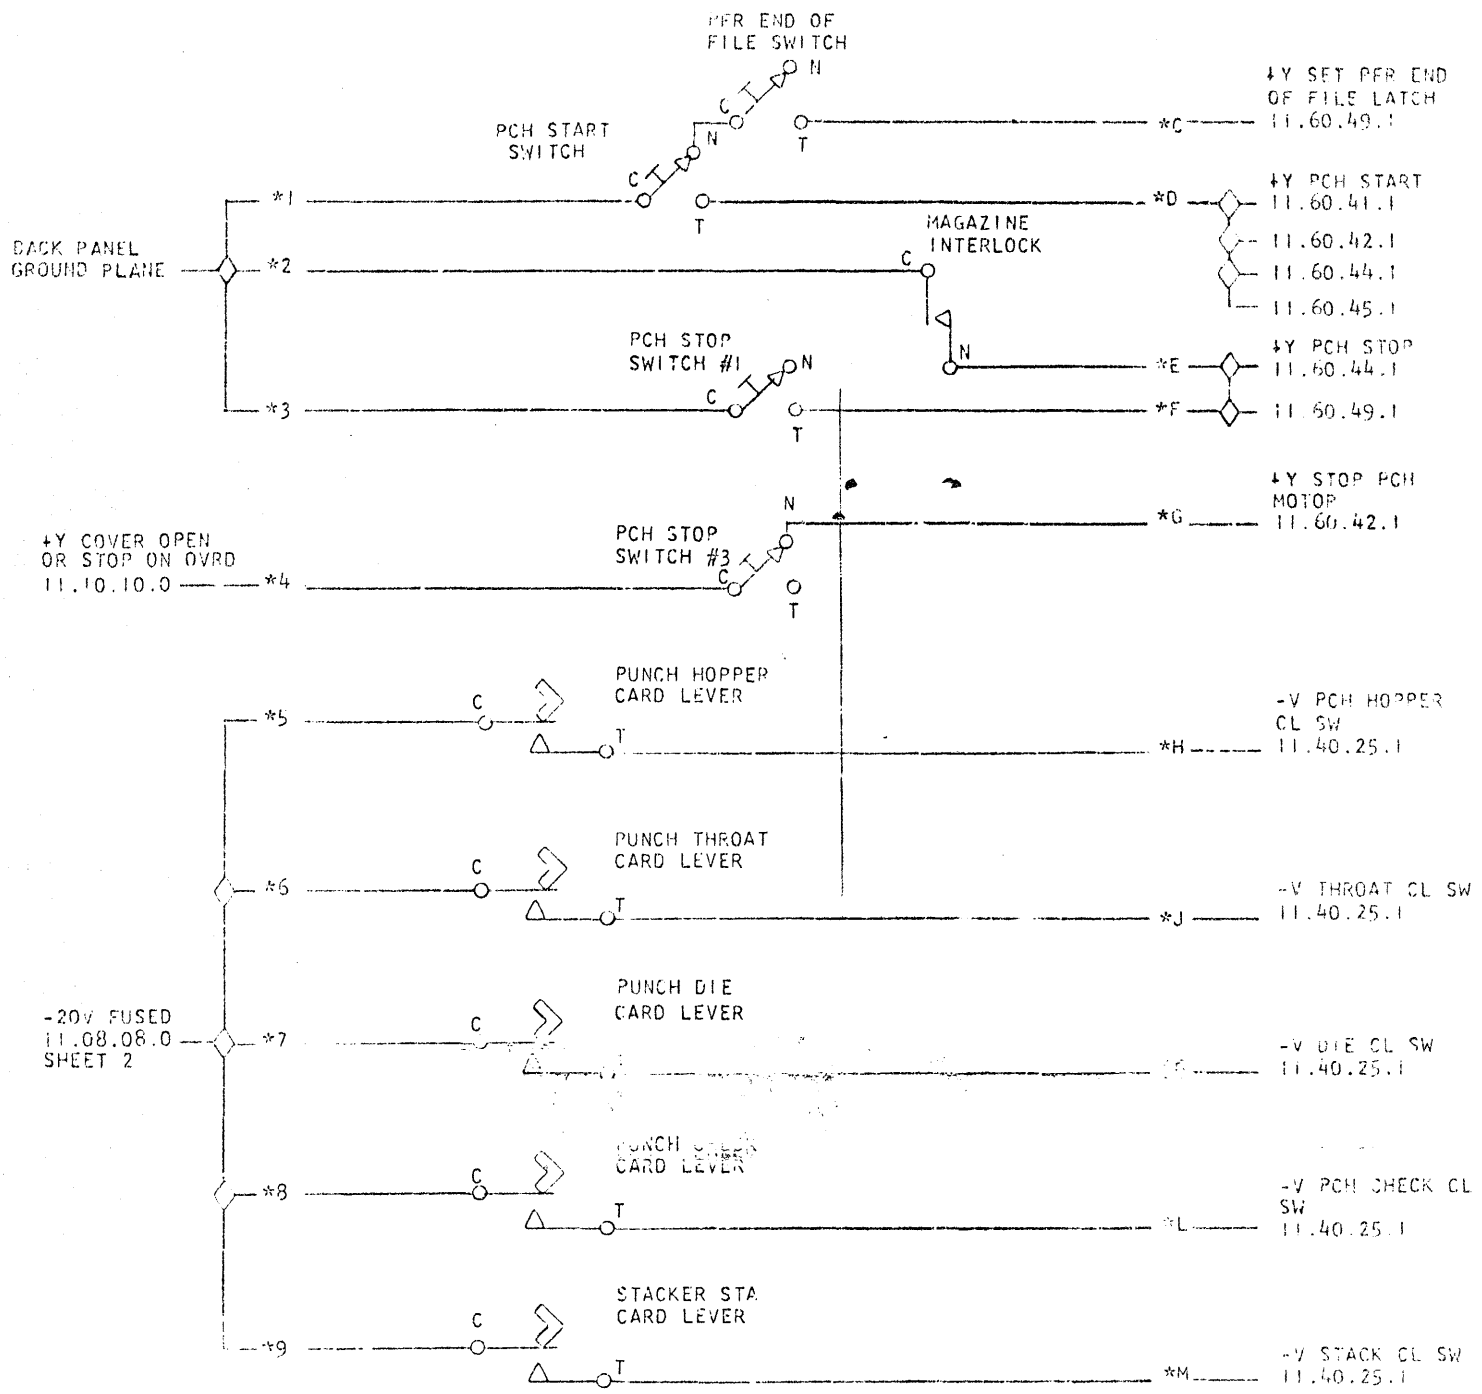 PFR END OF
FILE SWITCH
N
C
T
PCH START
SWITCH
N
C
T
*1
*C
+Y SET PFR END
OF FILE LATCH
11.60.49.1
*D
+Y PCH START
11.60.41.1
11.60.42.1
11.60.44.1
11.60.45.1
BACK PANEL
GROUND PLANE
*2
MAGAZINE
INTERLOCK
C
N
*E
+Y PCH STOP
11.60.44.1
PCH STOP
SWITCH #1
N
C
T
*3
*F
11.60.49.1
+Y COVER OPEN
OR STOP ON OVRD
11.10.10.0
*4
PCH STOP
SWITCH #3
N
C
T
*G
+Y STOP PCH
MOTOR
11.60.42.1
*5
C
PUNCH HOPPER
CARD LEVER
T
*H
-V PCH HOPPER
CL SW
11.40.25.1
*6
C
PUNCH THROAT
CARD LEVER
T
*J
-V THROAT CL SW
11.40.25.1
-20V FUSED
11.08.08.0
SHEET 2
*7
C
PUNCH DIE
CARD LEVER
-V DIE CL SW
11.40.25.1
*8
C
PUNCH
CARD LEVER
T
*L
-V PCH CHECK CL
SW
11.40.25.1
*9
C
STACKER STA
CARD LEVER
T
*M
-V STACK CL SW
11.40.25.1